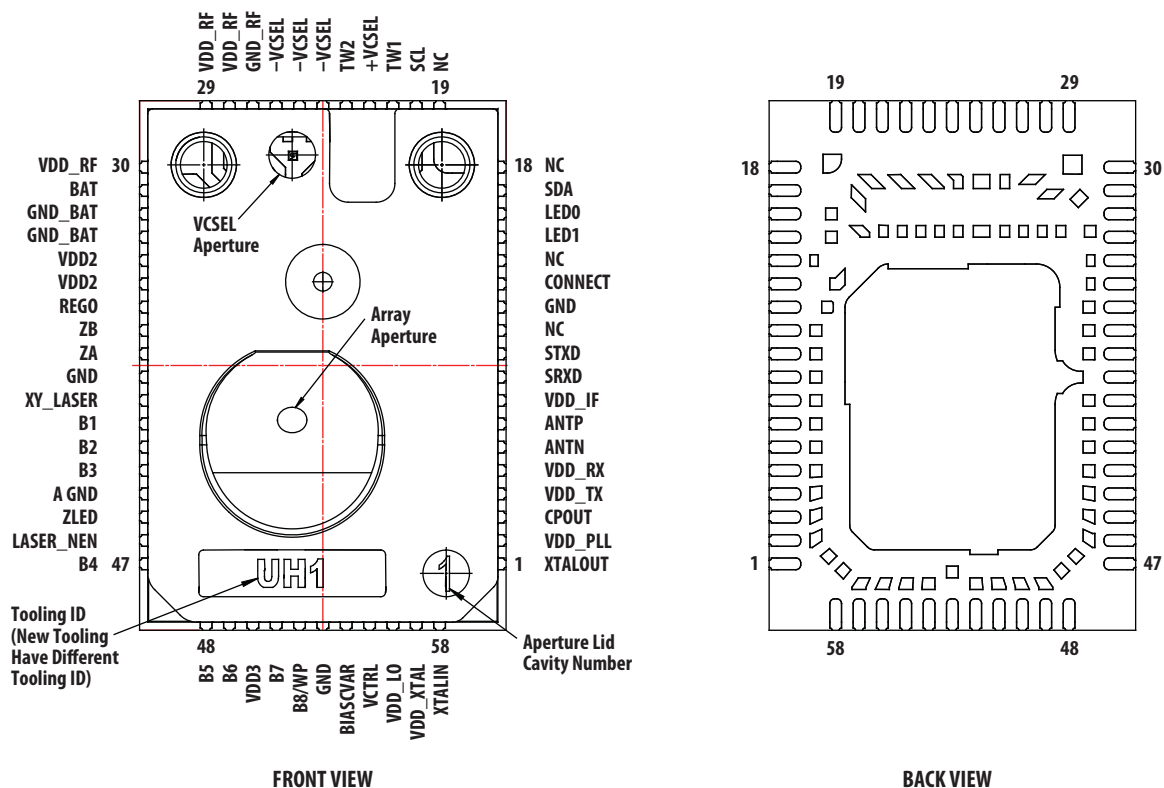 VDD_RF
VDD_RF
GND_RF
−VCSEL
−VCSEL
−VCSEL
TW2
+VCSEL
TW1
SCL
NC
29
19
VDD_RF 30
BAT
GND_BAT
GND_BAT
VDD2
VDD2
REGO
ZB
ZA
GND
XY_LASER
B1
B2
B3
A GND
ZLED
LASER_NEN
B4 47
VCSEL
Aperture
Array
Aperture
UH1
1
18 NC
SDA
LED0
LED1
NC
CONNECT
GND
NC
STXD
SRXD
VDD_IF
ANTP
ANTN
VDD_RX
VDD_TX
CPOUT
VDD_PLL
1 XTALOUT
Tooling ID
(New Tooling
Have Different
Tooling ID)
Aperture Lid
Cavity Number
48
58
B5
B6
VDD3
B7
B8/WP
GND
BIASCVAR
VCTRL
VDD_LO
VDD_XTAL
XTALIN
FRONT VIEW
19
29
18
30
1
47
58
48
BACK VIEW